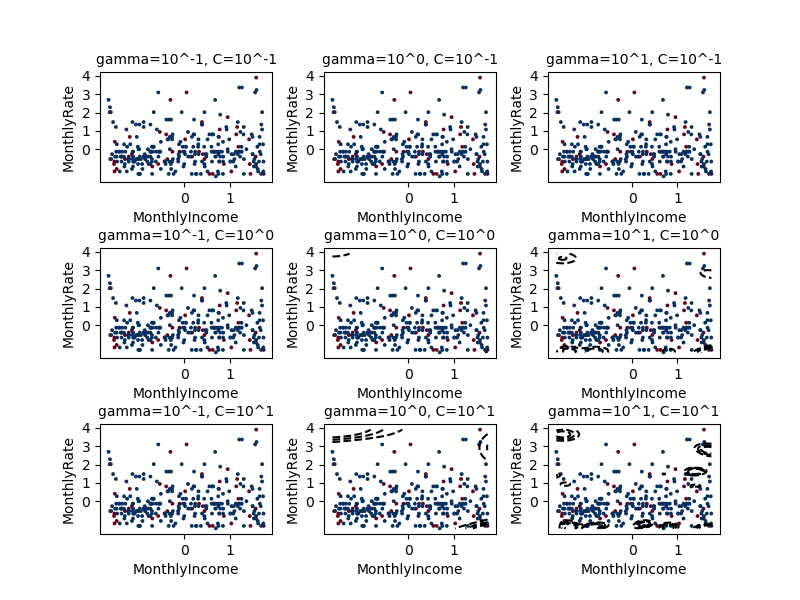 gamma=10^-1, C=10^-1
gamma=10^0, C=10^-1
gamma=10^1, C=10^-1
4
3
2
1
0
MonthlyRate
0 1
MonthlyIncome
4
3
2
1
0
MonthlyRate
0 1
MonthlyIncome
4
3
2
1
0
MonthlyRate
0 1
MonthlyIncome
gamma=10^-1, C=10^0
gamma=10^0, C=10^0
gamma=10^1, C=10^0
4
3
2
1
0
MonthlyRate
0 1
MonthlyIncome
4
3
2
1
0
MonthlyRate
0 1
MonthlyIncome
4
3
2
1
0
MonthlyRate
0 1
MonthlyIncome
gamma=10^-1, C=10^1
gamma=10^0, C=10^1
gamma=10^1, C=10^1
4
3
2
1
0
MonthlyRate
0 1
MonthlyIncome
4
3
2
1
0
MonthlyRate
0 1
MonthlyIncome
4
3
2
1
0
MonthlyRate
0 1
MonthlyIncome